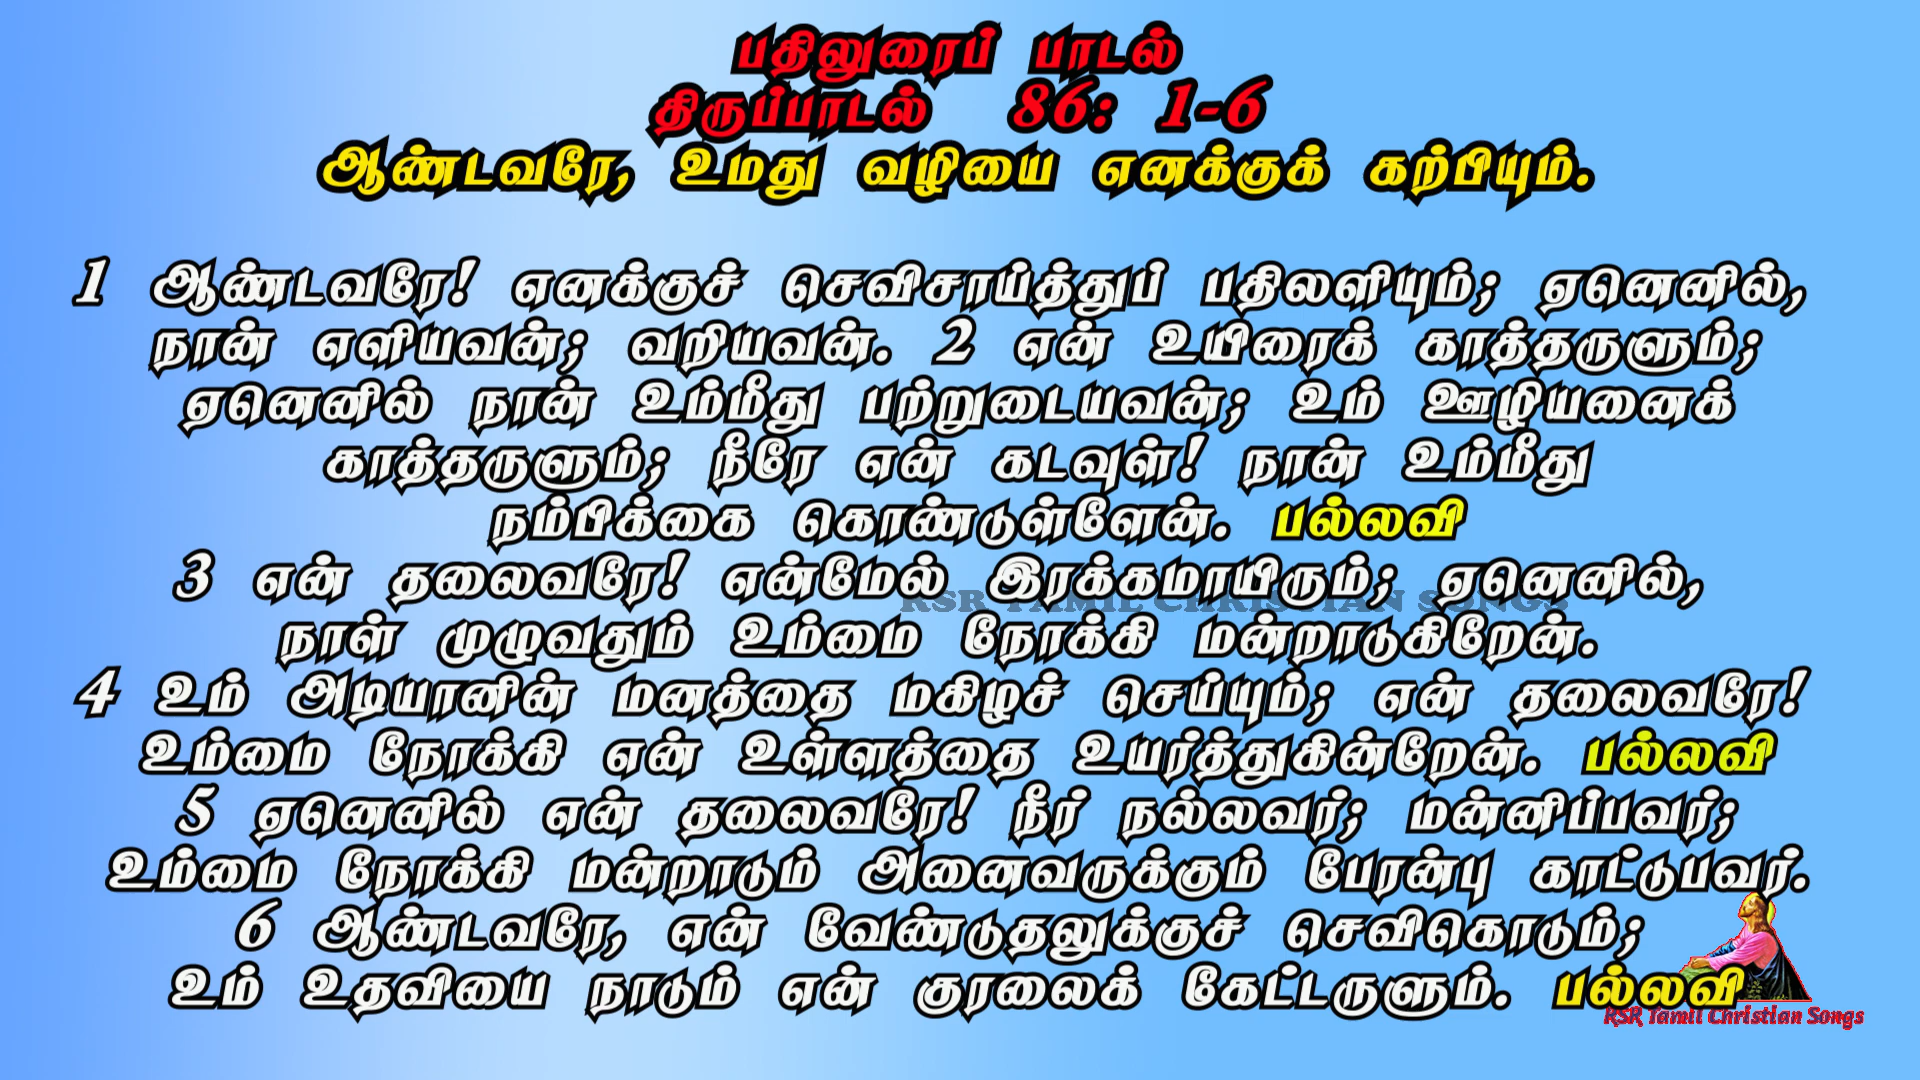 பதிலுரைப் பாடல்
திருப்பாடல் 86: 1-6
ஆண்டவரே, உமது வழியை எனக்குக் கற்பியும்.
1 ஆண்டவரே! எனக்குச் செவிசாய்த்துப் பதிலளியும்; ஏனெனில்,
நான் எளியவன்; வறியவன். 2 என் உயிரைக் காத்தருளும்;
ஏனெனில் நான் உம்மீது பற்றுடையவன்; உம் ஊழியனைக்
காத்தருளும்; நீரே என் கடவுள்! நான் உம்மீது
நம்பிக்கை கொண்டுள்ளேன். பல்லவி
3 என் தலைவரே! என்மேல் இரக்கமாயிரும்; ஏனெனில்,
RSR TAMIL CHRISTIAN SONGS
நாள் முழுவதும் உம்மை நோக்கி மன்றாடுகிறேன்.
4 உம் அடியானின் மனத்தை மகிழச் செய்யும்; என் தலைவரே!
உம்மை நோக்கி என் உள்ளத்தை உயர்த்துகின்றேன். பல்லவி
5 ஏனெனில் என் தலைவரே! நீர் நல்லவர்; மன்னிப்பவர்;
உம்மை நோக்கி மன்றாடும் அனைவருக்கும் பேரன்பு காட்டுபவர்.
6 ஆண்டவரே, என் வேண்டுதலுக்குச் செவிகொடும்;
உம் உதவியை நாடும் என் குரலைக் கேட்டருளும். பல்லவி
RSR Tamil Christian Songs